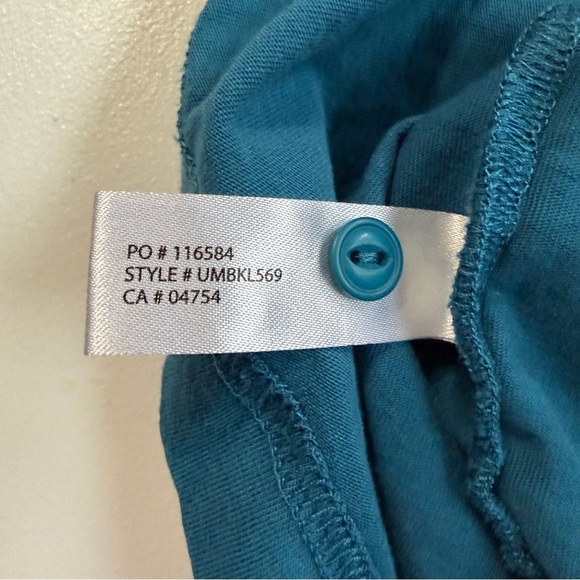 PO # 116584
STYLE # UMBKL569
CA # 04754